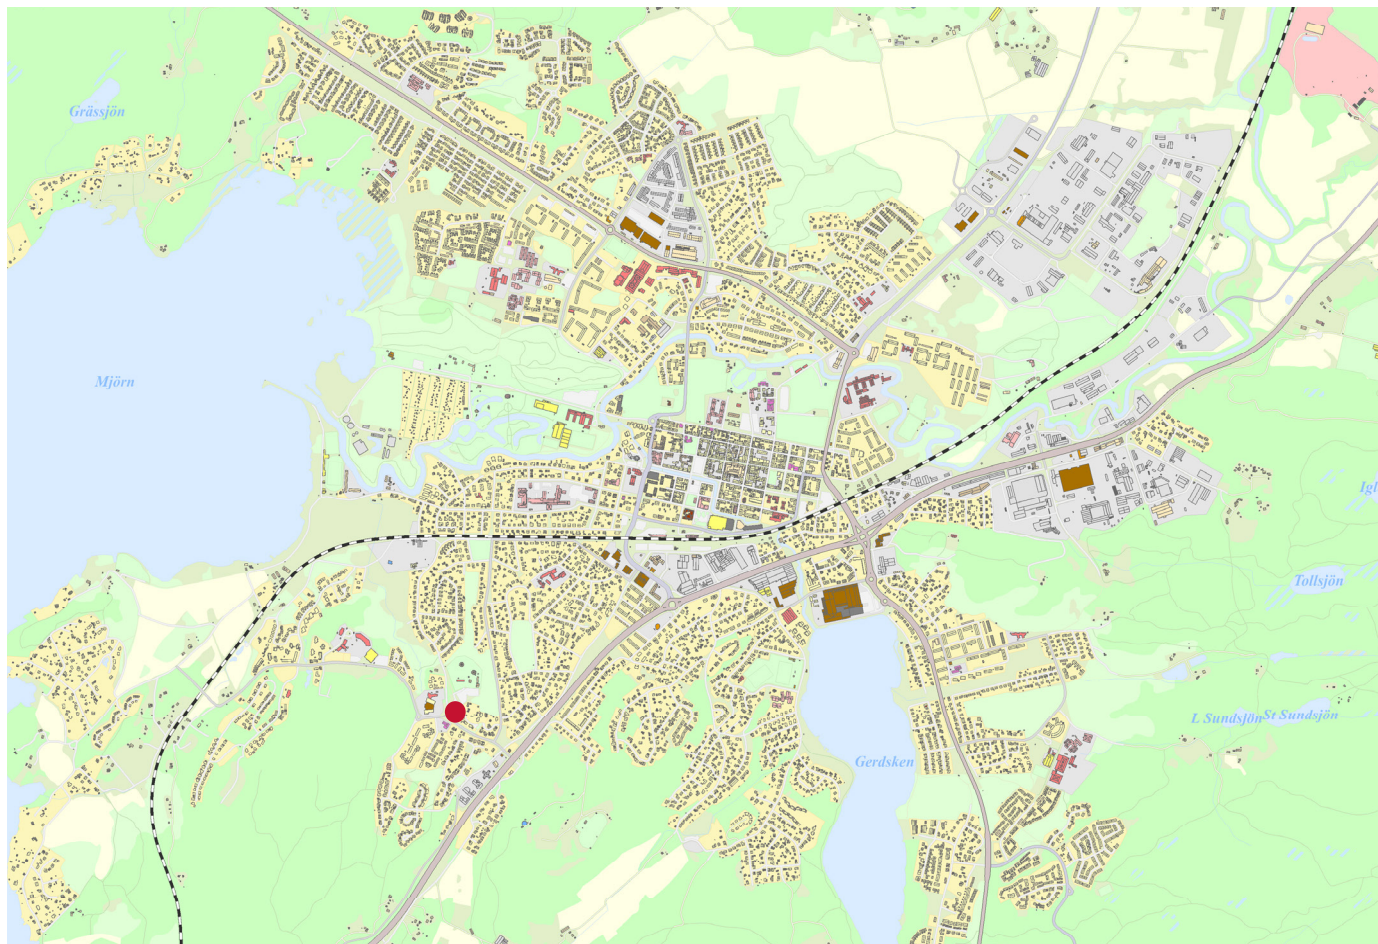 Grässjön
Mjörn
Igl
Tollsjön
L Sundsjön
St Sundsjön
Gerdsken